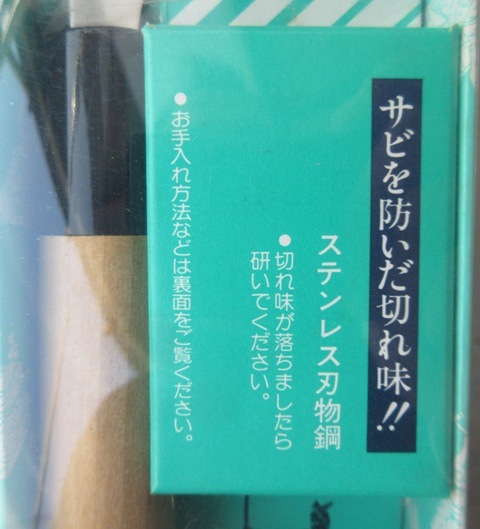 サビを防いだ切れ味!!
ステンレス刃物鋼
●切れ味が落ちましたら
研いでください。
●お手入れ方法などは裏面をご覧ください。